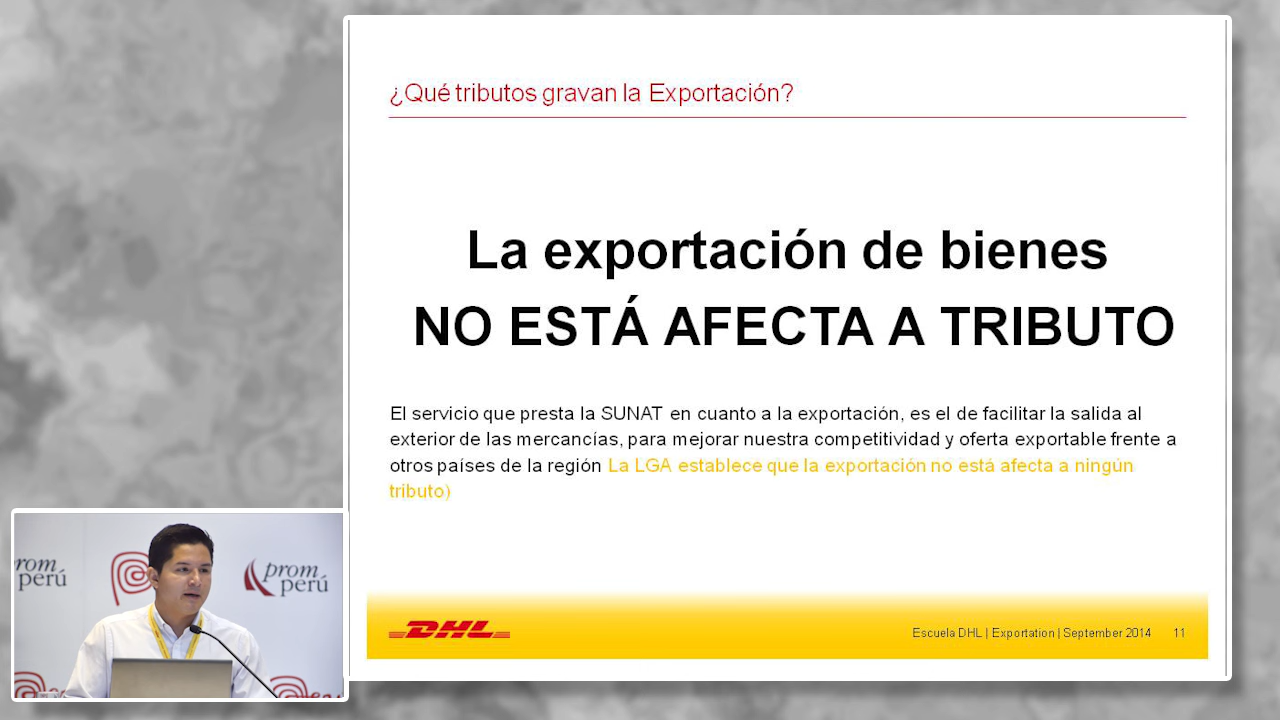 ¿Qué tributos gravan la Exportación?
La exportación de bienes
NO ESTÁ AFECTA A TRIBUTO
El servicio que presta la SUNAT en cuanto a la exportación, es el de facilitar la salida al
exterior de las mercancías, para mejorar nuestra competitividad y oferta exportable frente a
otros países de la región La LGA establece que la exportación no está afecta a ningún
tributo)
DHL
Escuela DHL | Exportation | September 2014 11
rom
perú
prom
perú